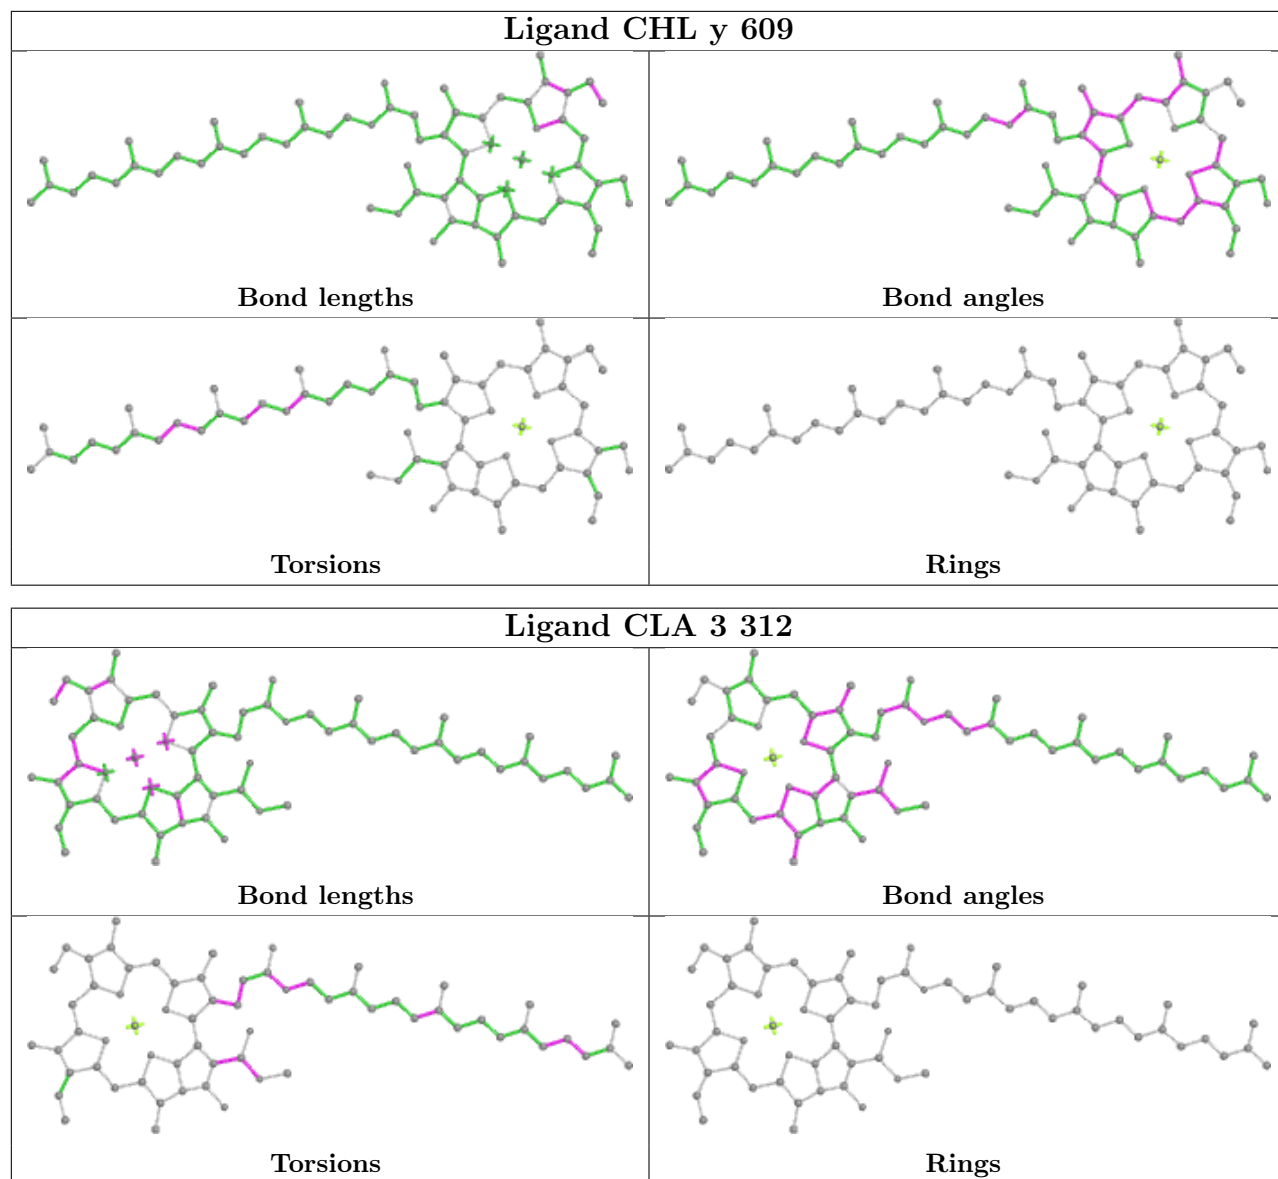 Ligand CHL y 609
Bond lengths
Bond angles
Torsions
Rings
Ligand CLA 3 312
Bond lengths
Bond angles
Torsions
Rings